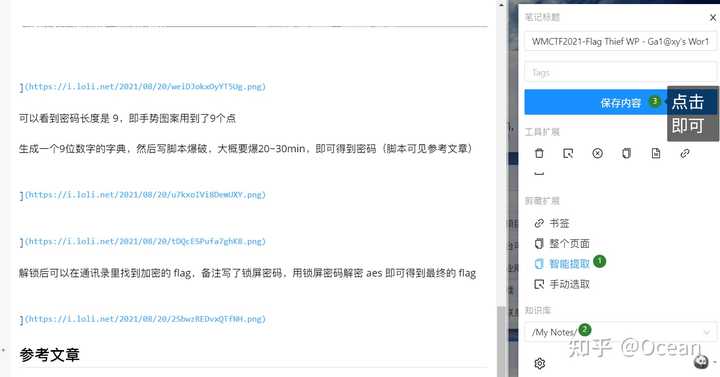 ](https://i.loli.net/2021/08/20/weiDJokxOyYT5Ug.png)
可以看到密码长度是 9，即手势图案用到了9个点
生成一个9位数字的字典，然后写脚本爆破，大概要爆20~30min，即可得到密码（脚本可见参考文章）
](https://i.loli.net/2021/08/20/u7kxoIVi8DemUXY.png)
](https://i.loli.net/2021/08/20/tDQcESPufa7ghK8.png)
解锁后可以在通讯录里找到加密的 flag，备注写了锁屏密码，用锁屏密码解密 aes 即可得到最终的 flag
](https://i.loli.net/2021/08/20/2SbwzREDvxQTfNH.png)
参考文章
笔记标题
WMCTF2021-Flag Thief WP - Ga1@xy's Wor1
Tags
保存内容 3
点击
即可
工具扩展
剪藏扩展
书签
整个页面
智能提取 1
手动选取
知识库
/My Notes/ 2
知乎 @Ocean